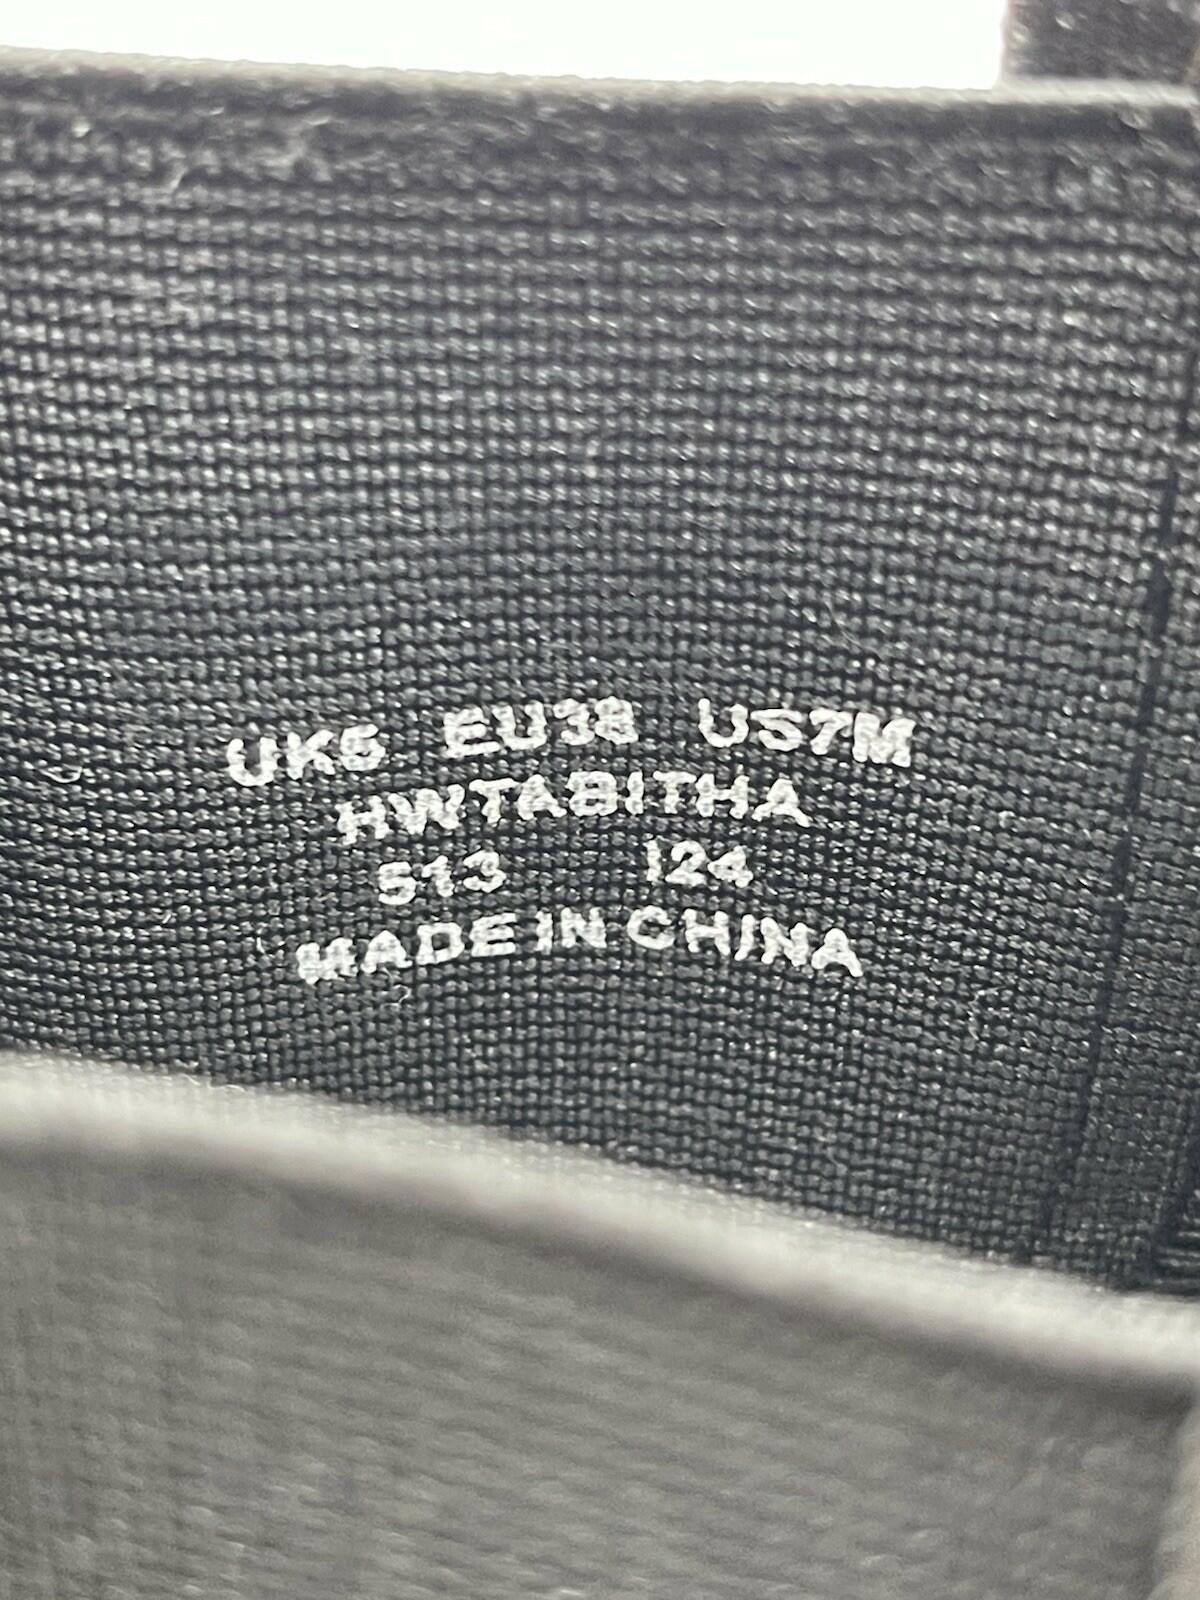 UK5 EU38 US7M
HWTABITHA
513 124
MADE IN CHINA